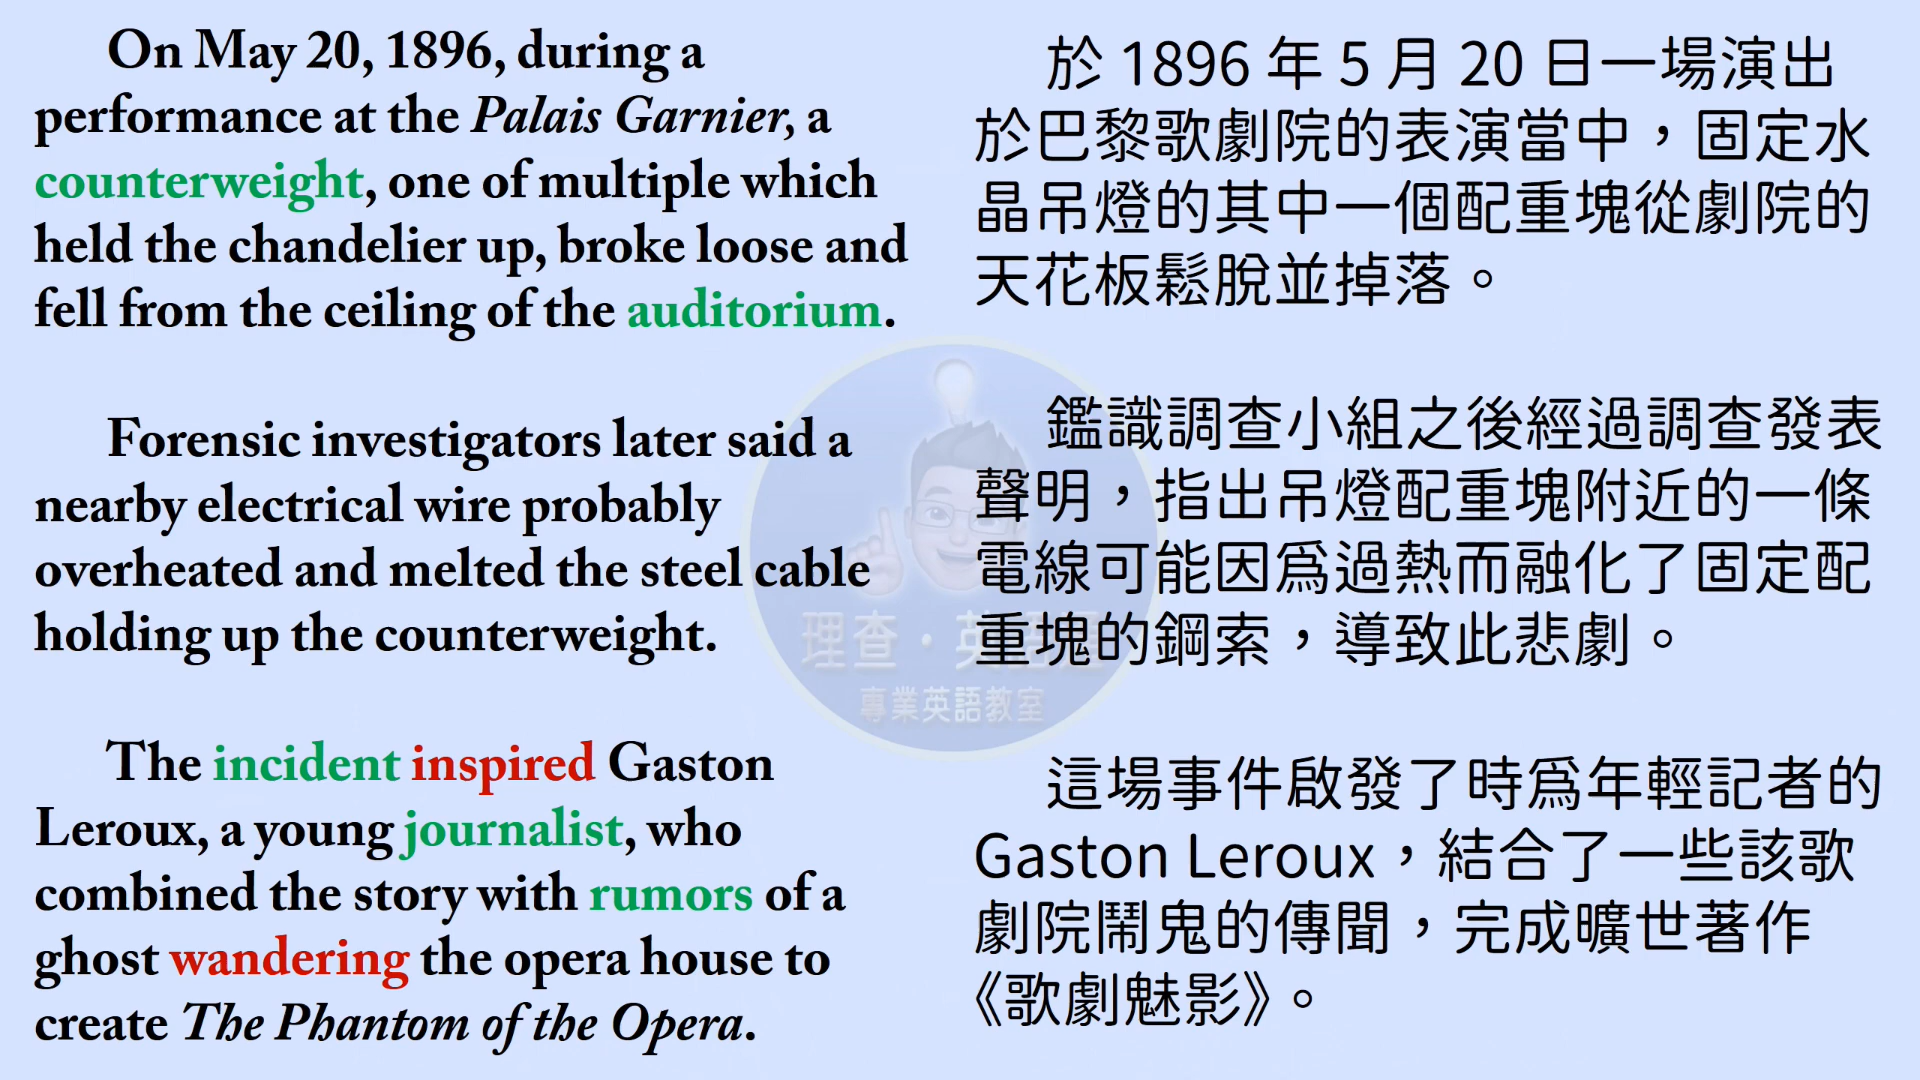 On May 20, 1896, during a
performance at the Palais Garnier, a
counterweight, one of multiple which
held the chandelier up, broke loose and
fell from the ceiling of the auditorium.
Forensic investigators later said a
nearby electrical wire probably
overheated and melted the steel cable
holding up the counterweight.
The incident inspired Gaston
Leroux, a young journalist, who
combined the story with rumors of a
ghost wandering the opera house to
create The Phantom of the Opera.
於 1896 年 5 月 20 日一場演出
於巴黎歌劇院的表演當中，固定水
晶吊燈的其中一個配重塊從劇院的
天花板鬆脫並掉落。
鑑識調查小組之後經過調查發表
聲明，指出吊燈配重塊附近的一條
電線可能因爲過熱而融化了固定配
重塊的鋼索，導致此悲劇。
這場事件啟發了時爲年輕記者的
Gaston Leroux，結合了一些該歌
劇院鬧鬼的傳聞，完成曠世著作
《歌劇魅影》。
理查・英
專業英語教室